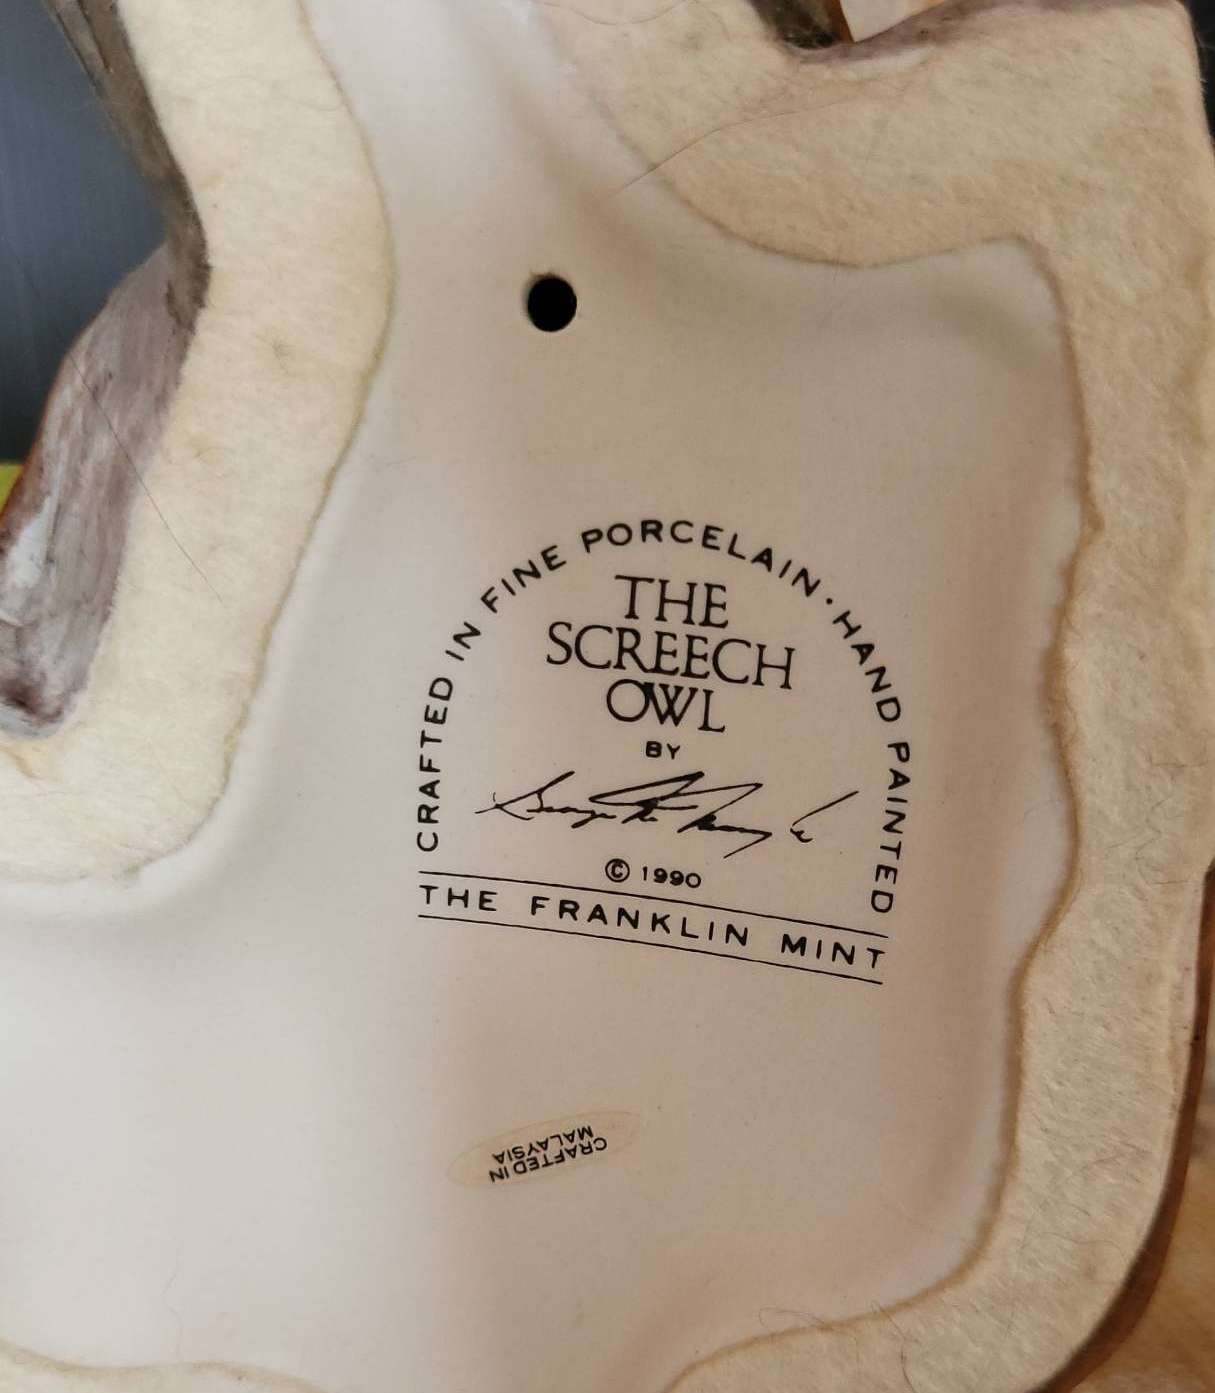 CRAFTED IN FINE PORCELAIN · HAND PAINTED
THE
SCREECH
OWL
BY
© 1990
THE FRANKLIN MINT
CRAFTED IN
MALAYSIA